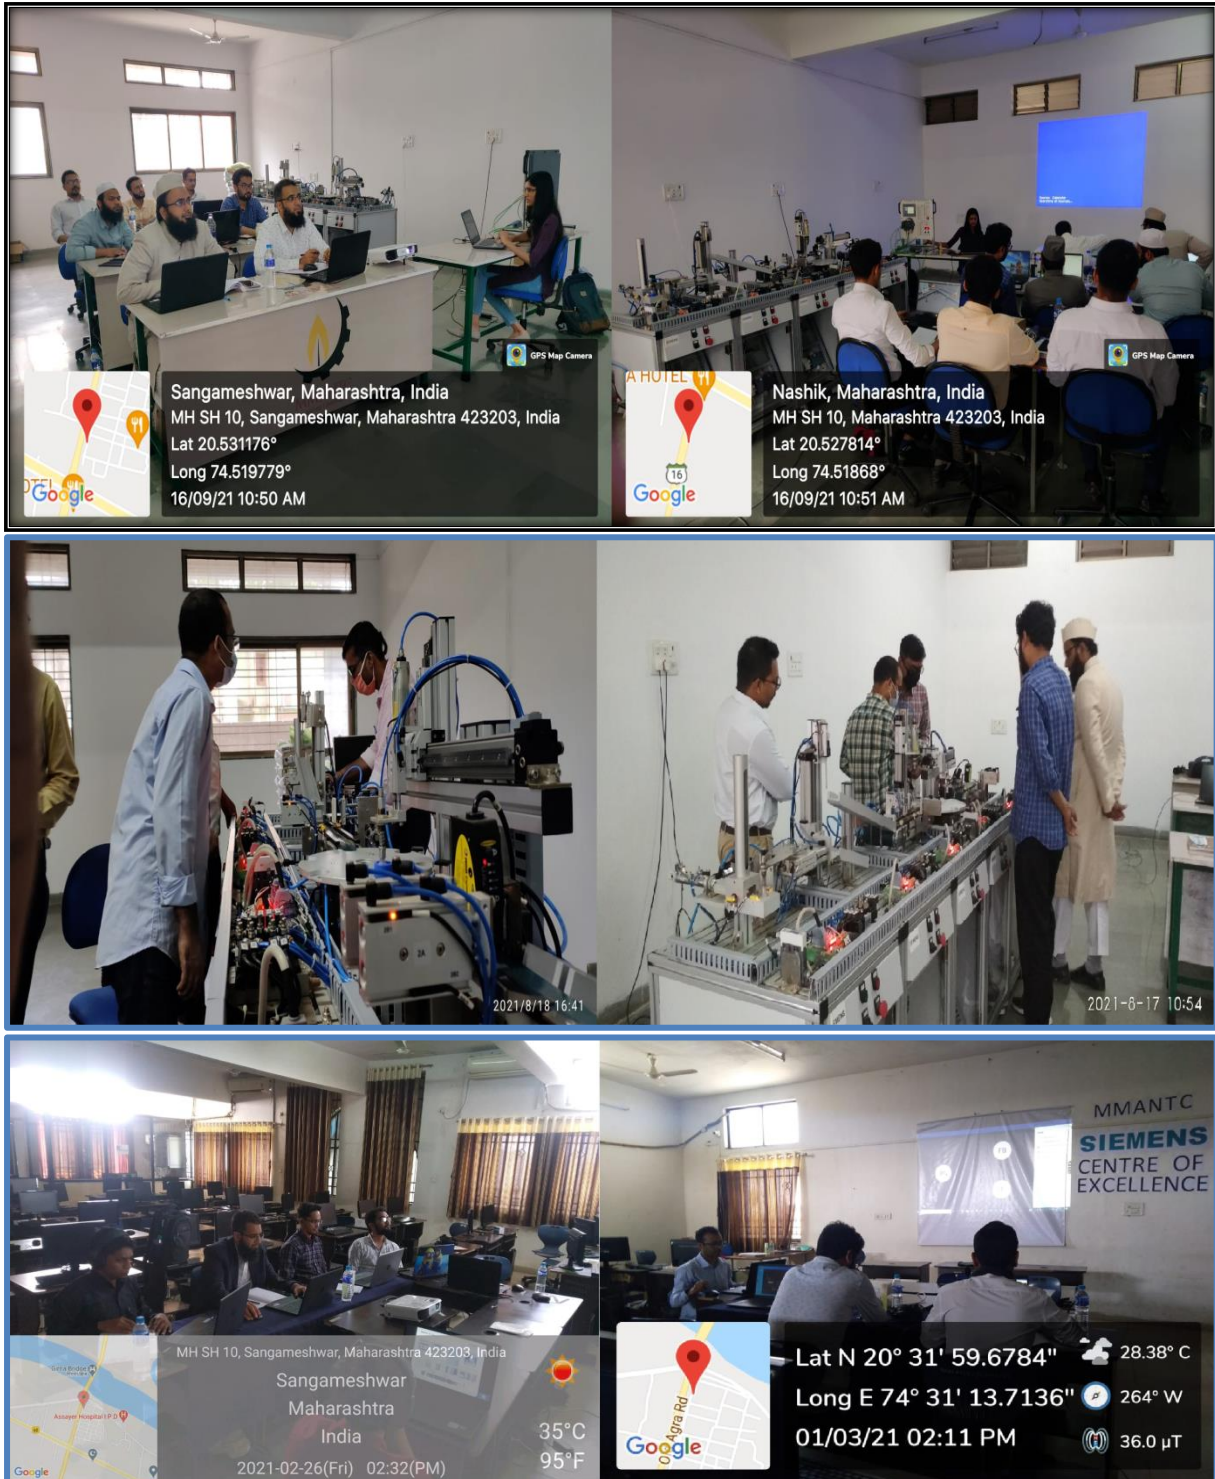 GPS Map Camera
Sangameshwar, Maharashtra, India
MH SH 10, Sangameshwar, Maharashtra 423203, India
Lat 20.531176°
Long 74.519779°
16/09/21 10:50 AM
Google
GPS Map Camera
A HOTEL
Nashik, Maharashtra, India
MH SH 10, Maharashtra 423203, India
Lat 20.527814°
Long 74.51868°
16/09/21 10:51 AM
16
Google
2A
2021/8/18 16:41
2021-8-17 10:54
MH SH 10, Sangameshwar, Maharashtra 423203, India
Sangameshwar
Maharashtra
India
2021-02-26(Fri) 02:32(PM)
35°C
95°F
Google
MMANTC
SIEMENS
CENTRE OF
EXCELLENCE
Lat N 20° 31' 59.6784"
Long E 74° 31' 13.7136"
01/03/21 02:11 PM
28.38° C
264° W
36.0 µT
Agra Rd
Google